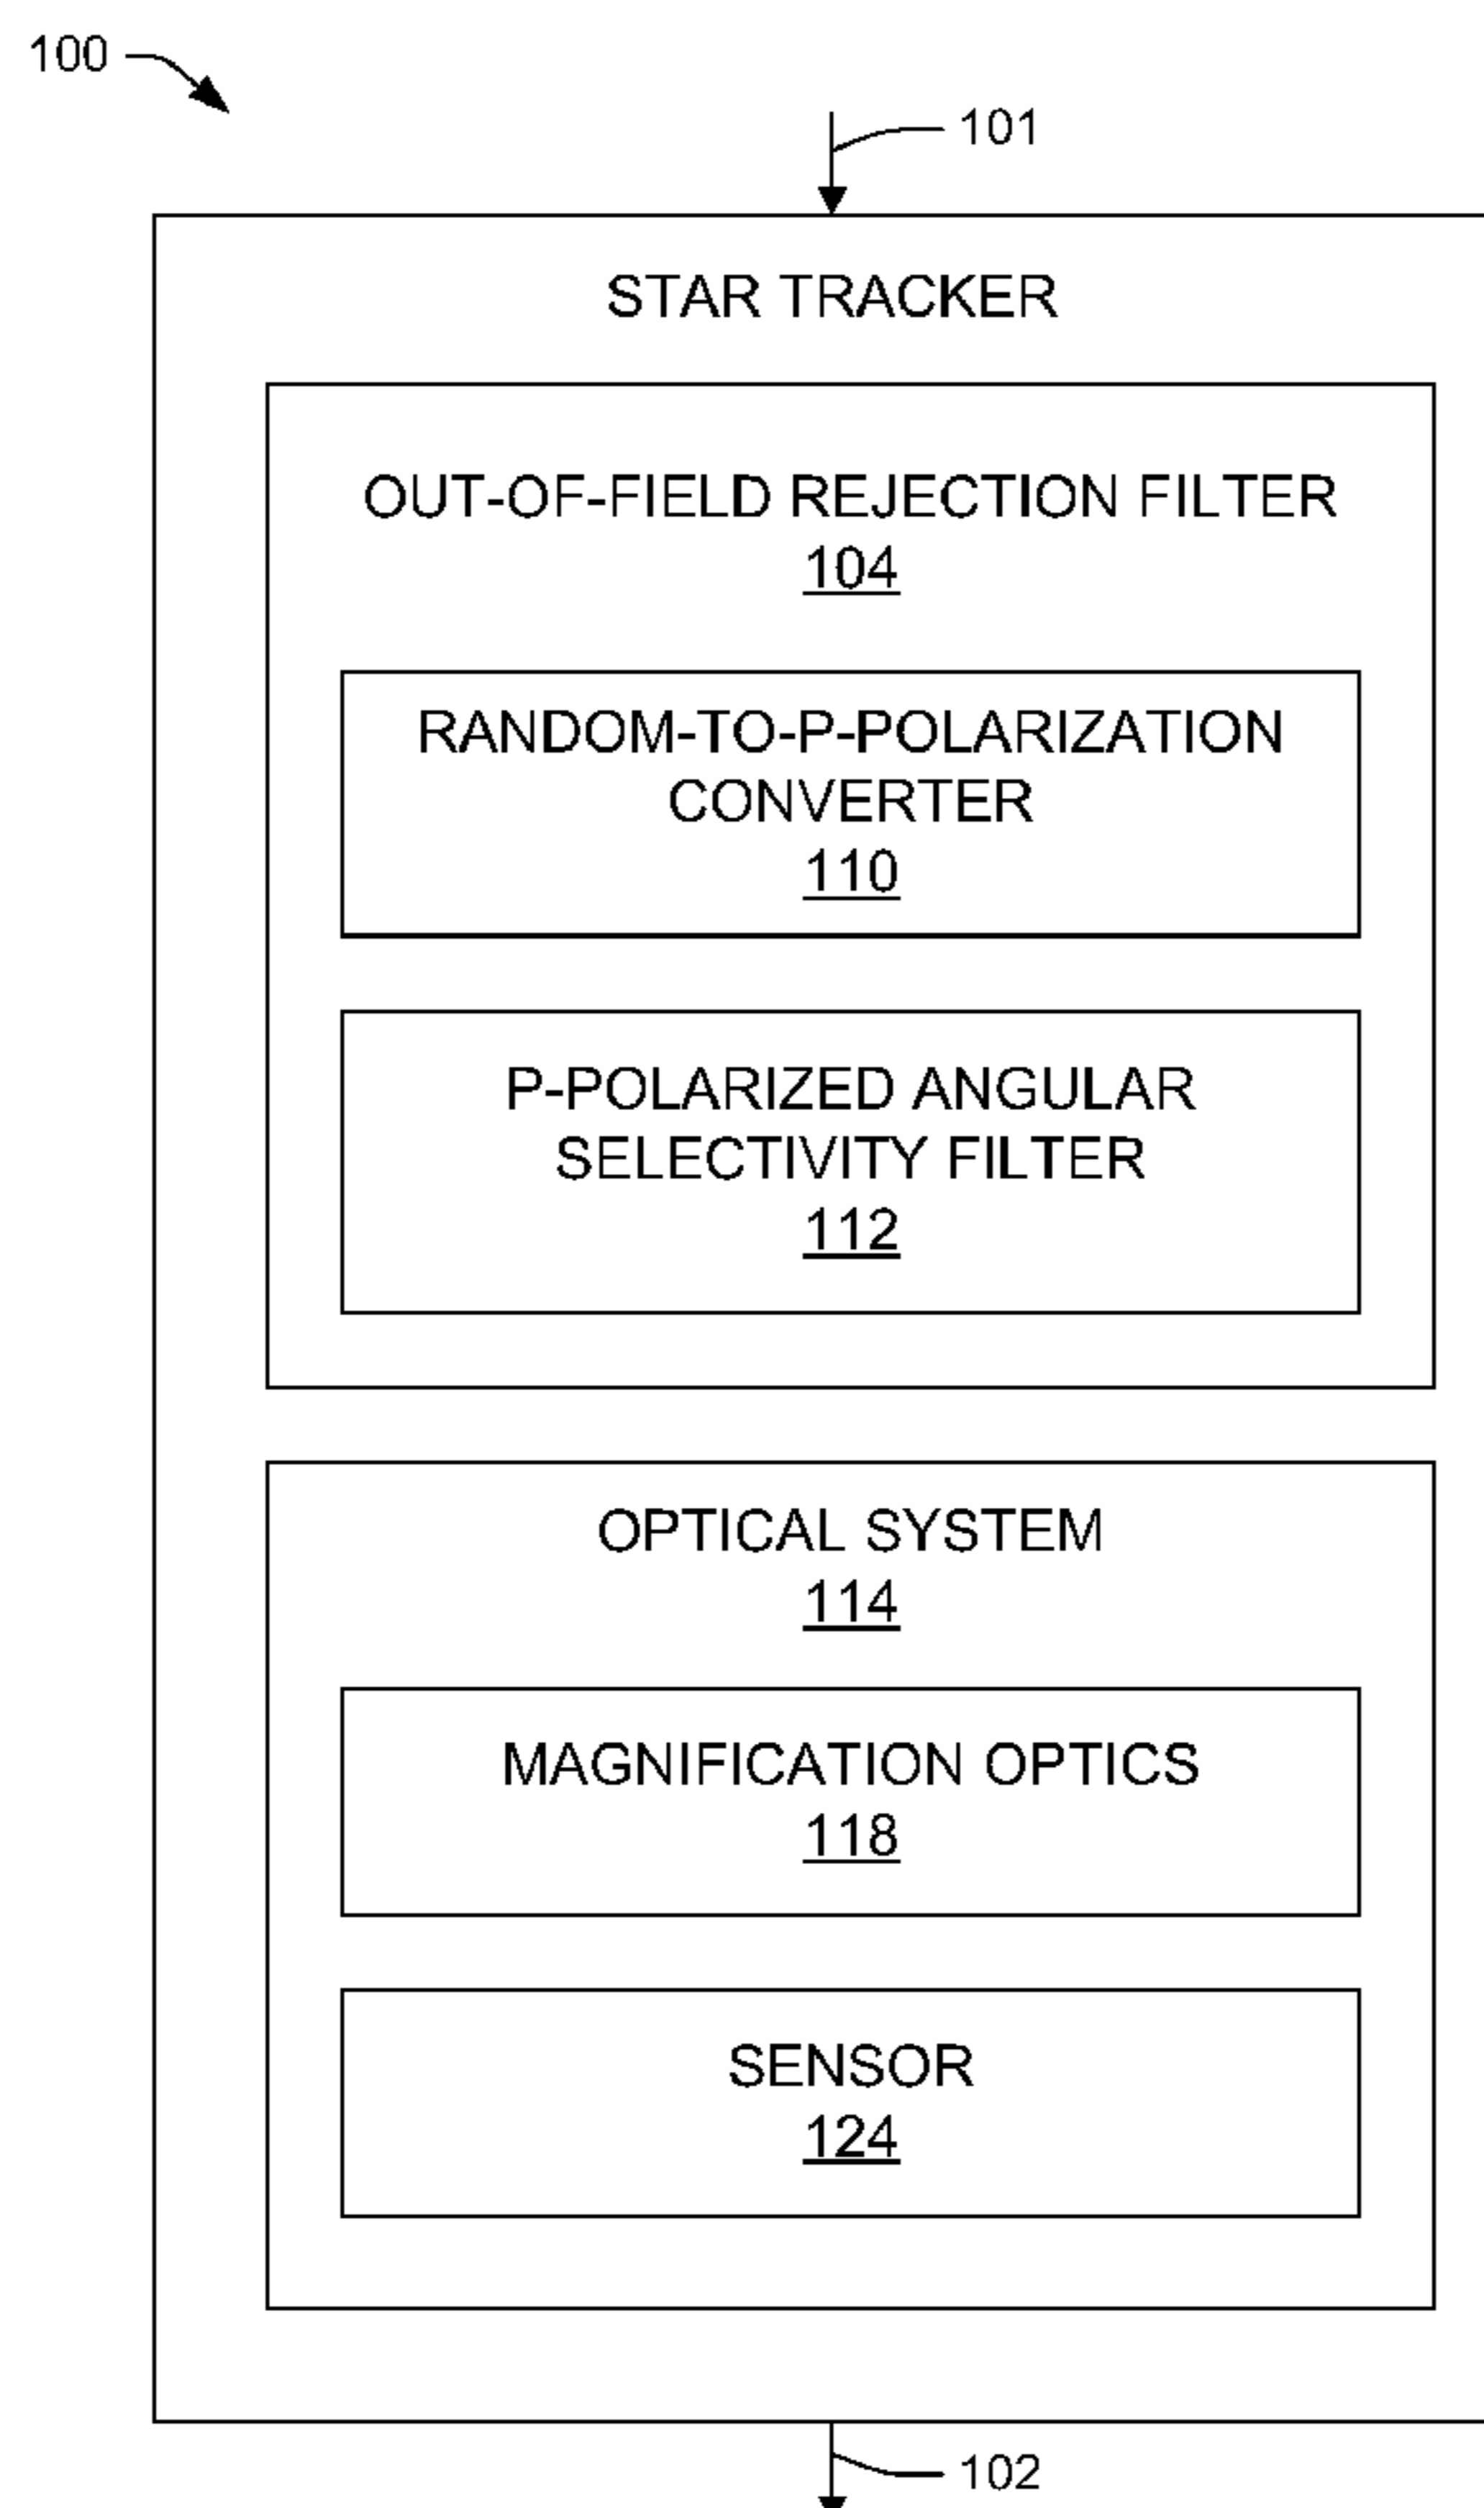 100
101
STAR TRACKER
OUT-OF-FIELD REJECTION FILTER
104
RANDOM-TO-P-POLARIZATION
CONVERTER
110
P-POLARIZED ANGULAR
SELECTIVITY FILTER
112
OPTICAL SYSTEM
114
MAGNIFICATION OPTICS
118
SENSOR
124
102